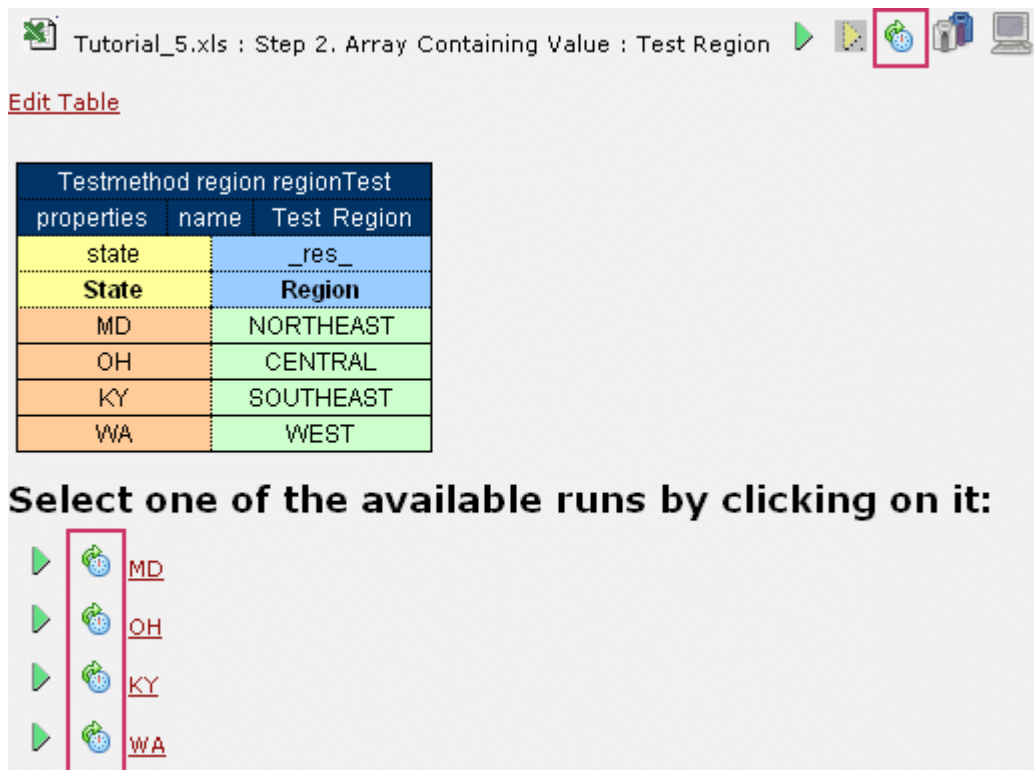 Tutorial_5.xls : Step 2. Array Containing Value : Test Region
Edit Table
Testmethod region regionTest
properties name Test Region
state _res_
State Region
MD NORTHEAST
OH CENTRAL
KY SOUTHEAST
WA WEST
Select one of the available runs by clicking on it:
MD
OH
KY
WA